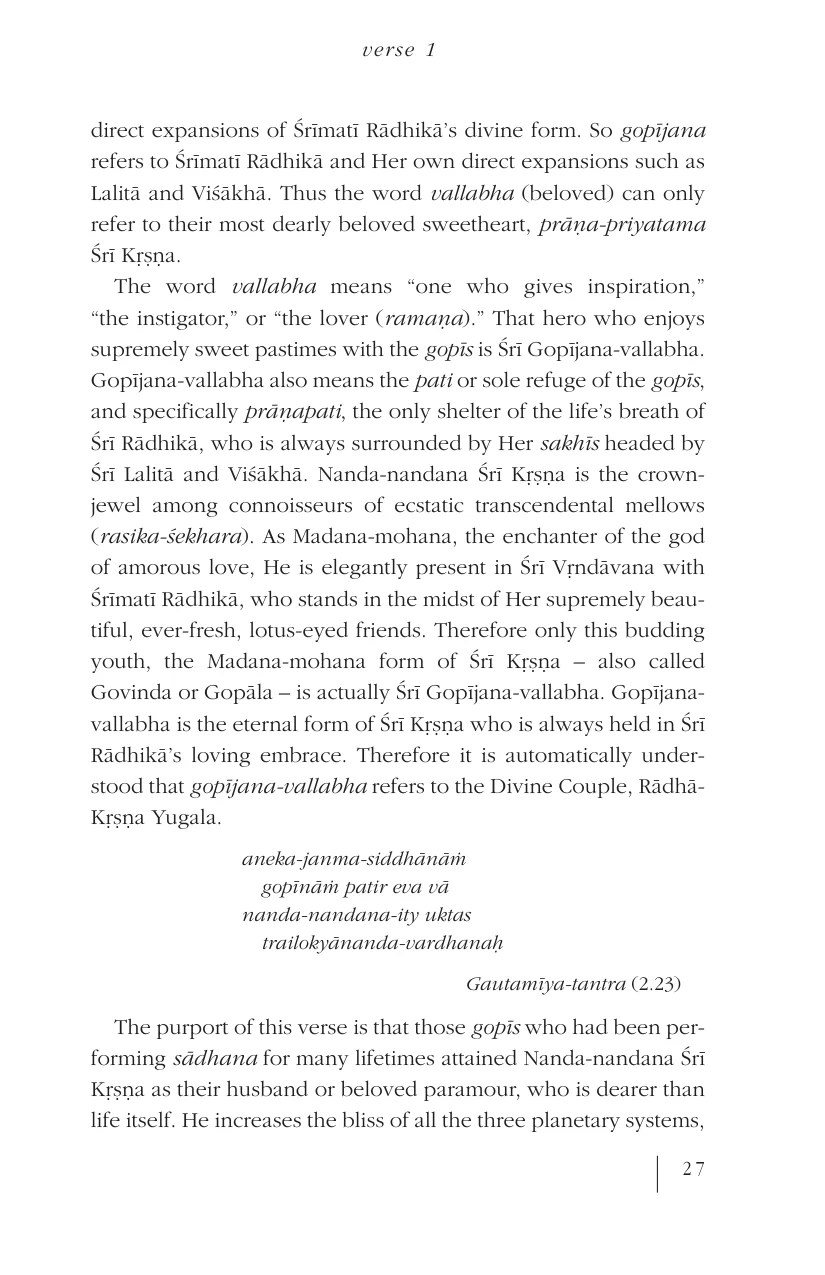 verse 1
direct expansions of Śrīmatī Rādhikā’s divine form. So gopījana
refers to Śrīmatī Rādhikā and Her own direct expansions such as
Lalitā and Viśākhā. Thus the word vallabha (beloved) can only
refer to their most dearly beloved sweetheart, prāṇa-priyatama
Śrī Kṛṣṇa.
The word vallabha means “one who gives inspiration,”
“the instigator,” or “the lover (ramaṇa).” That hero who enjoys
supremely sweet pastimes with the gopīs is Śrī Gopījana-vallabha.
Gopījana-vallabha also means the pati or sole refuge of the gopīs,
and specifically prāṇapati, the only shelter of the life’s breath of
Śrī Rādhikā, who is always surrounded by Her sakhīs headed by
Śrī Lalitā and Viśākhā. Nanda-nandana Śrī Kṛṣṇa is the crown-
jewel among connoisseurs of ecstatic transcendental mellows
(rasika-śekhara). As Madana-mohana, the enchanter of the god
of amorous love, He is elegantly present in Śrī Vṛndāvana with
Śrīmatī Rādhikā, who stands in the midst of Her supremely beau-
tiful, ever-fresh, lotus-eyed friends. Therefore only this budding
youth, the Madana-mohana form of Śrī Kṛṣṇa – also called
Govinda or Gopāla – is actually Śrī Gopījana-vallabha. Gopījana-
vallabha is the eternal form of Śrī Kṛṣṇa who is always held in Śrī
Rādhikā’s loving embrace. Therefore it is automatically under-
stood that gopījana-vallabha refers to the Divine Couple, Rādhā-
Kṛṣṇa Yugala.
aneka-janma-siddhānāṁ
gopīnāṁ patir eva vā
nanda-nandana-ity uktas
trailokyānanda-vardhanaḥ
Gautamīya-tantra (2.23)
The purport of this verse is that those gopīs who had been per-
forming sādhana for many lifetimes attained Nanda-nandana Śrī
Kṛṣṇa as their husband or beloved paramour, who is dearer than
life itself. He increases the bliss of all the three planetary systems,
27